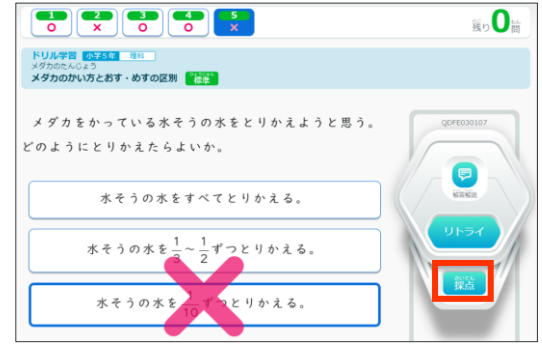 1 2 3 4 5
残り0問
ドリル学習 小学5年 理科
メダカのたんじょう
メダカのかい方とおす・めすの区別 標準
メダカをかっている水そうの水をとりかえようと思う。
どのようにとりかえたらよいか。
水そうの水をすべてとりかえる。
水そうの水を1/3～1/2ずつとりかえる。
水そうの水を1/10ずつとりかえる。
QDFE030107
解答解説
リトライ
さいてん
採点